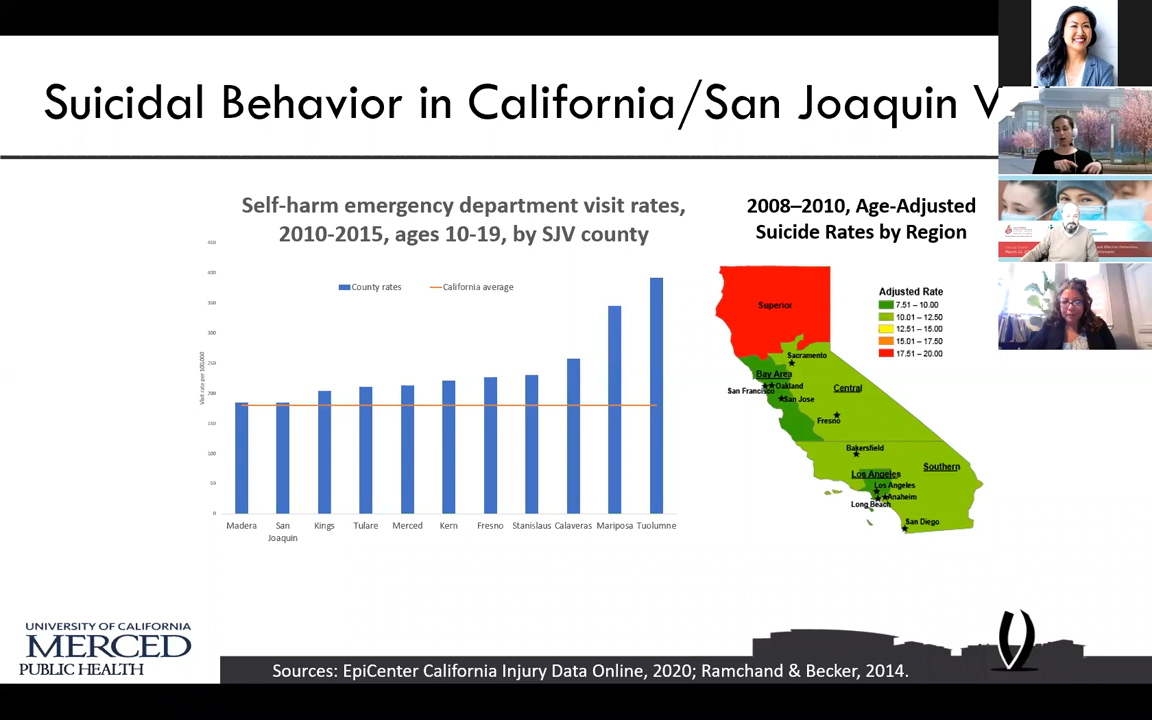 Suicidal Behavior in California/San Joaquin V
Self-harm emergency department visit rates,
2010-2015, ages 10-19, by SJV county
County rates
California average
Visit rate per 100,000
450
400
350
300
250
200
150
100
50
0
Madera
San
Joaquin
Kings
Tulare
Merced
Kern
Fresno
Stanislaus
Calaveras
Mariposa
Tuolumne
2008–2010, Age-Adjusted
Suicide Rates by Region
Adjusted Rate
7.51 – 10.00
10.01 – 12.50
12.51 – 15.00
15.01 – 17.50
17.51 – 20.00
Superior
Sacramento
Bay Area
San Francisco
Oakland
San Jose
Central
Fresno
Bakersfield
Southern
Los Angeles
Los Angeles
Anaheim
Long Beach
San Diego
UNIVERSITY OF CALIFORNIA
MERCED
PUBLIC HEALTH
Sources: EpiCenter California Injury Data Online, 2020; Ramchand & Becker, 2014.